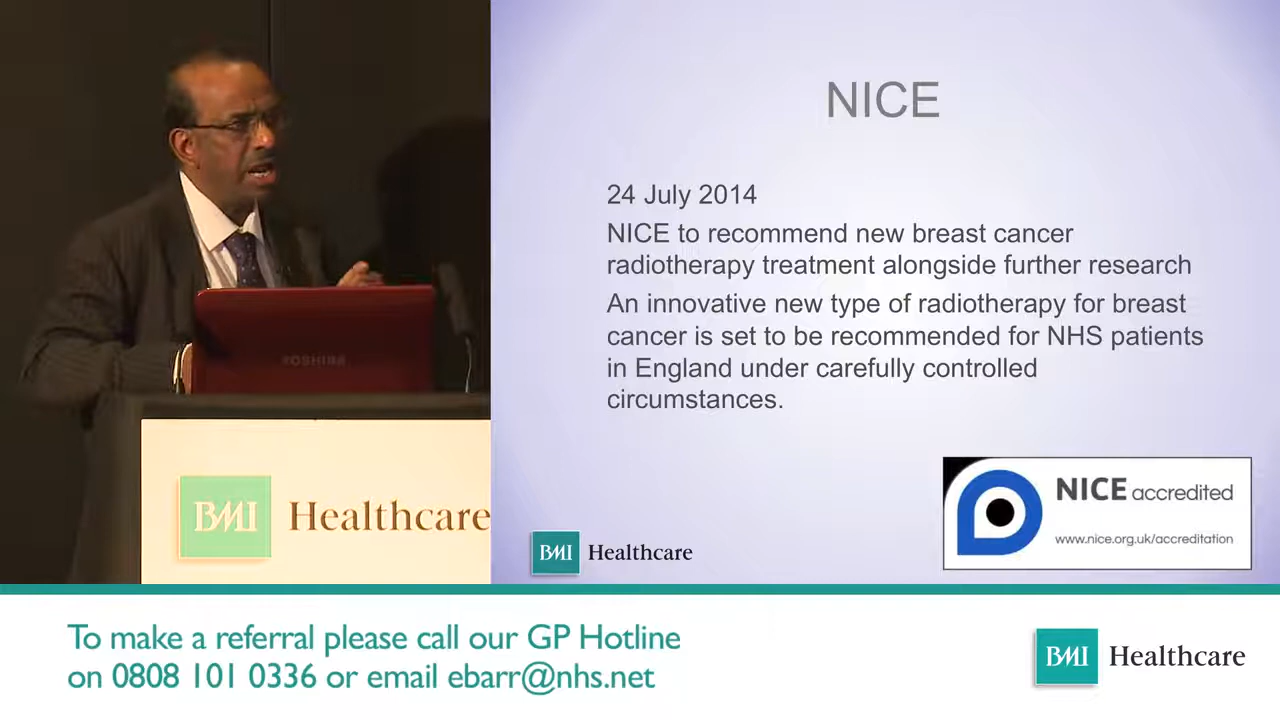 NICE
24 July 2014
NICE to recommend new breast cancer
radiotherapy treatment alongside further research
An innovative new type of radiotherapy for breast
cancer is set to be recommended for NHS patients
in England under carefully controlled
circumstances.
NICE accredited
www.nice.org.uk/accreditation
BMI Healthcare
TOSHIBA
BMI Healthcare
To make a referral please call our GP Hotline
on 0808 101 0336 or email ebarr@nhs.net
BMI Healthcare